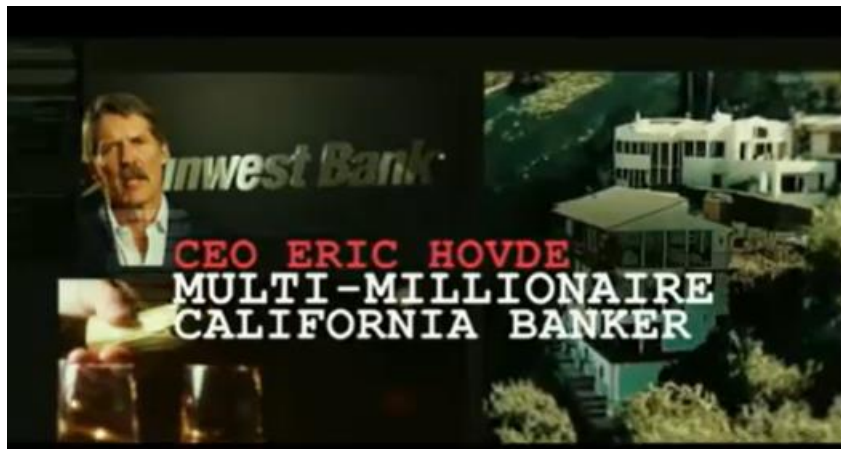 nwest Bank
CEO ERIC HOVDE
MULTI-MILLIONAIRE
CALIFORNIA BANKER